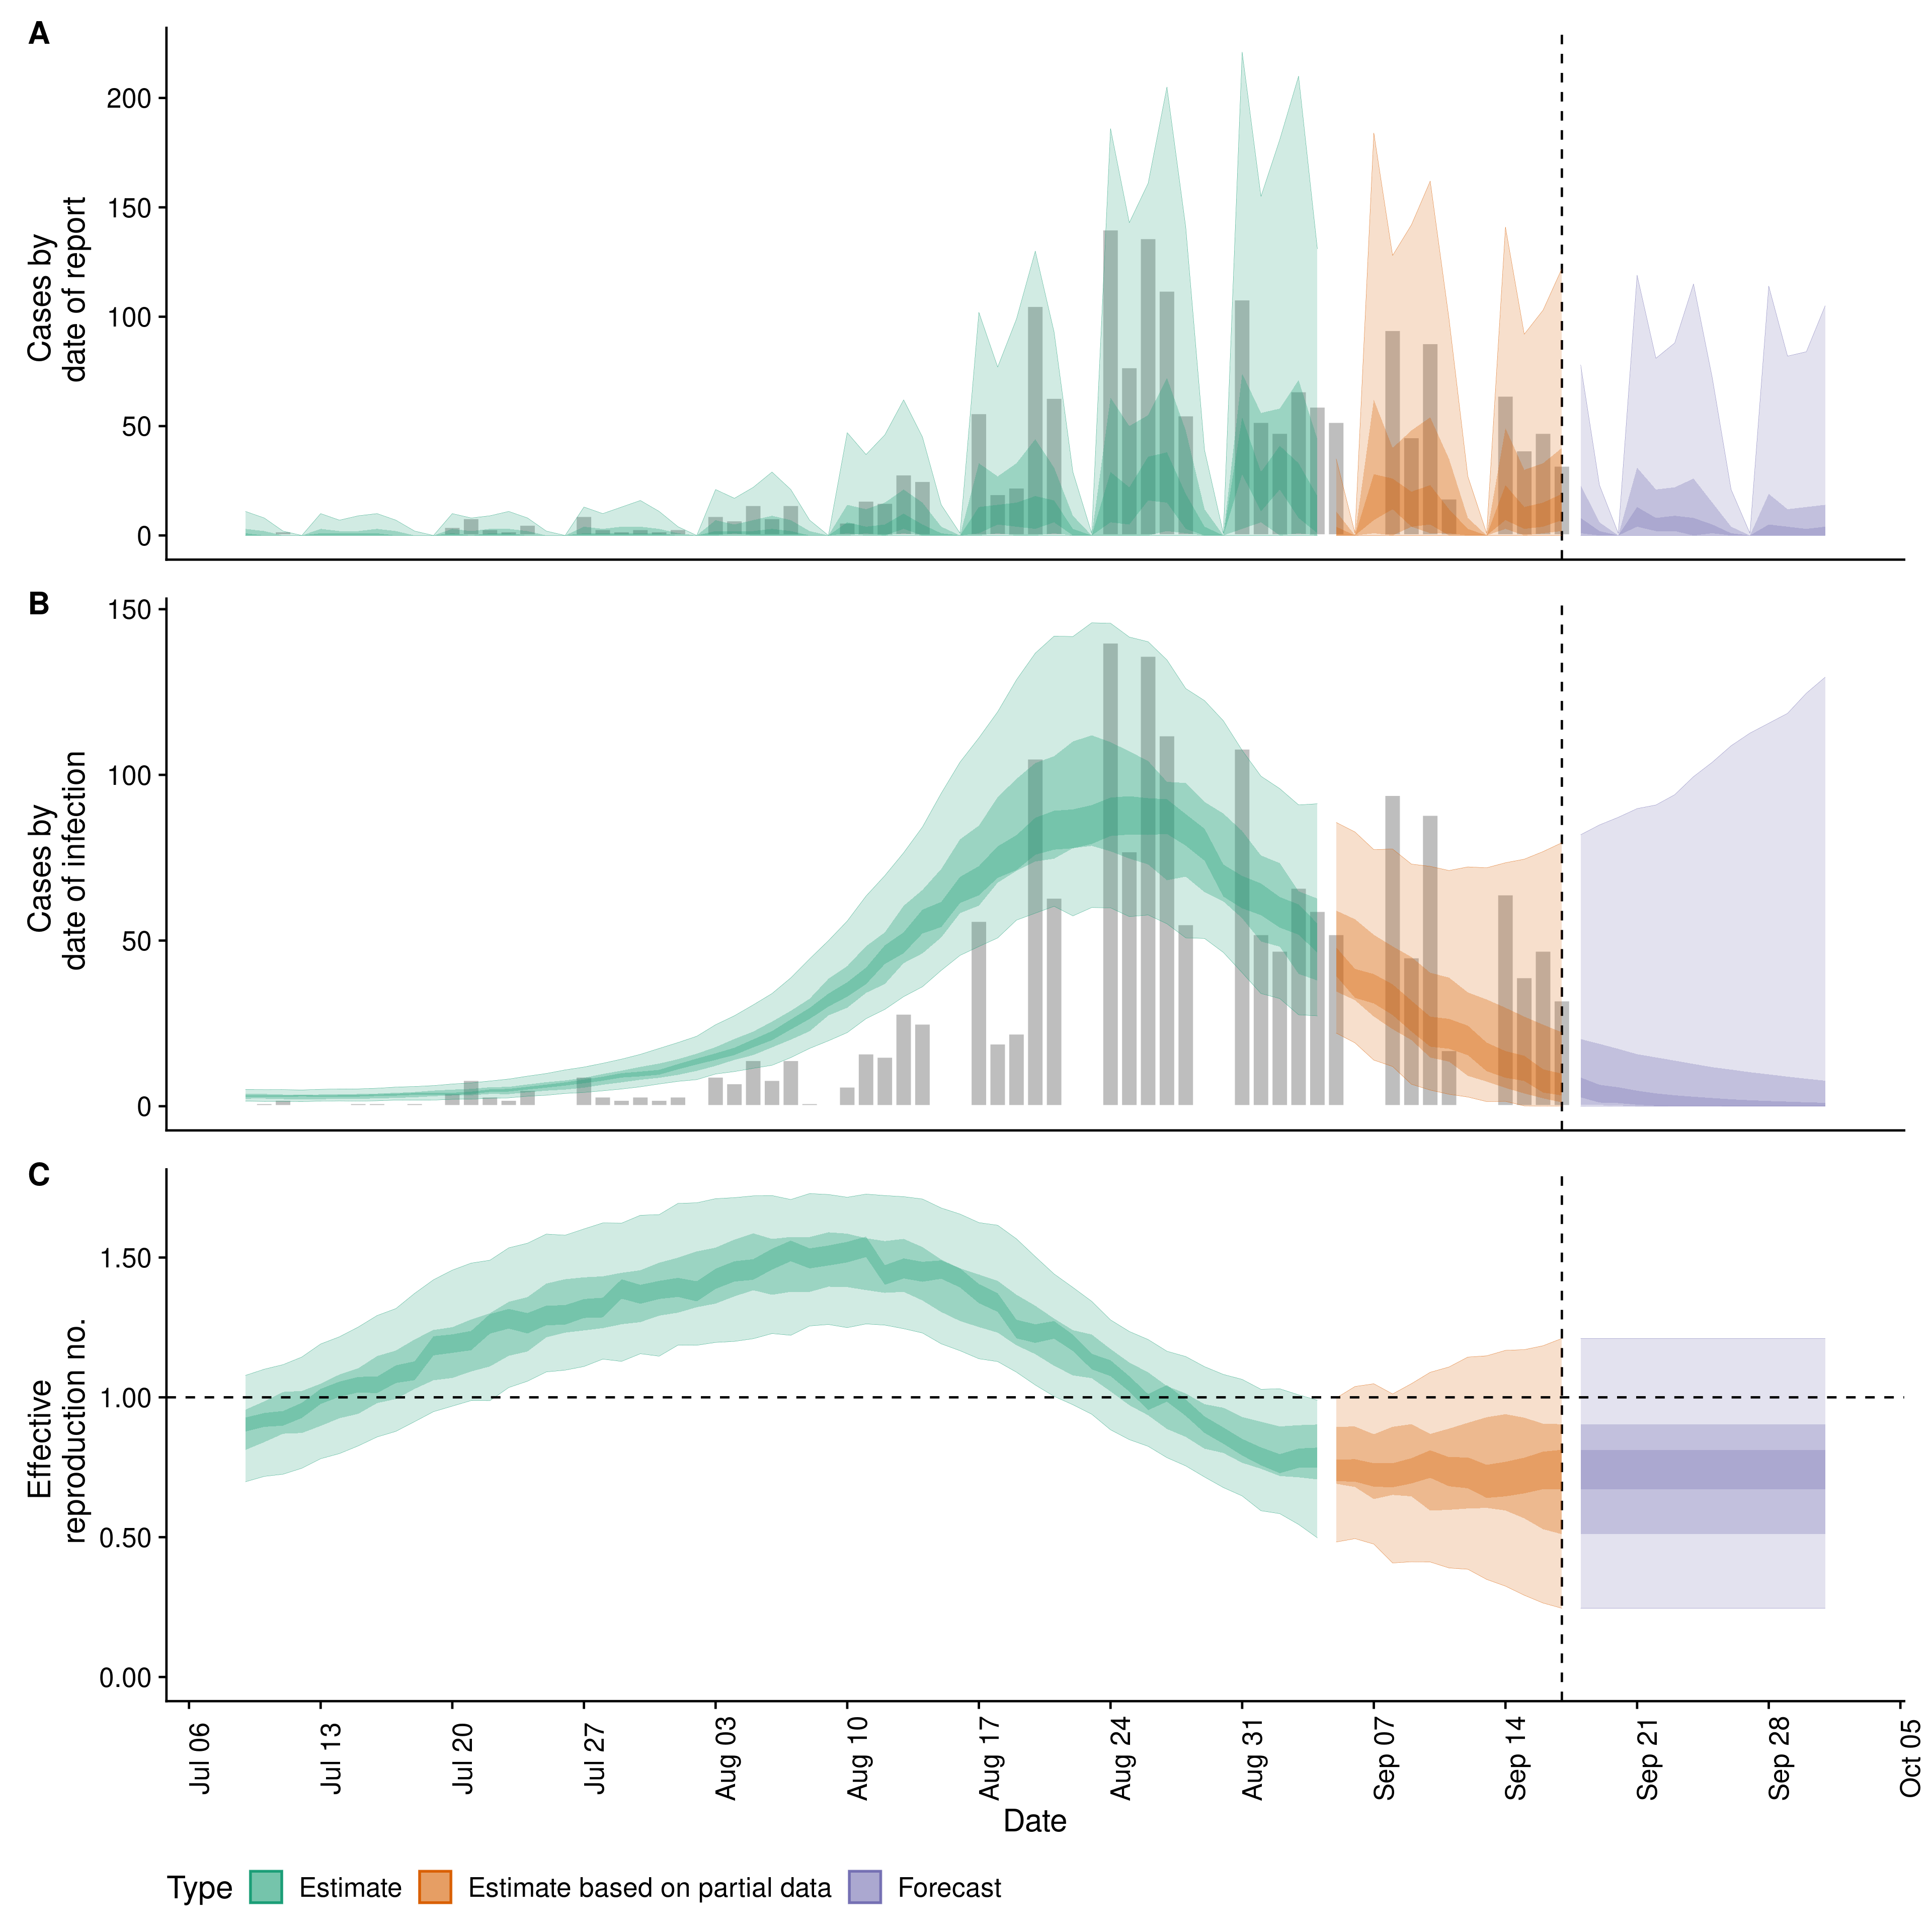 A
Cases by
date of report
200
150
100
50
0
B
Cases by
date of infection
150
100
50
0
C
Effective
reproduction no.
1.50
1.00
0.50
0.00
Jul 06
Jul 13
Jul 20
Jul 27
Aug 03
Aug 10
Aug 17
Aug 24
Aug 31
Sep 07
Sep 14
Sep 21
Sep 28
Oct 05
Date
Type Estimate Estimate based on partial data Forecast